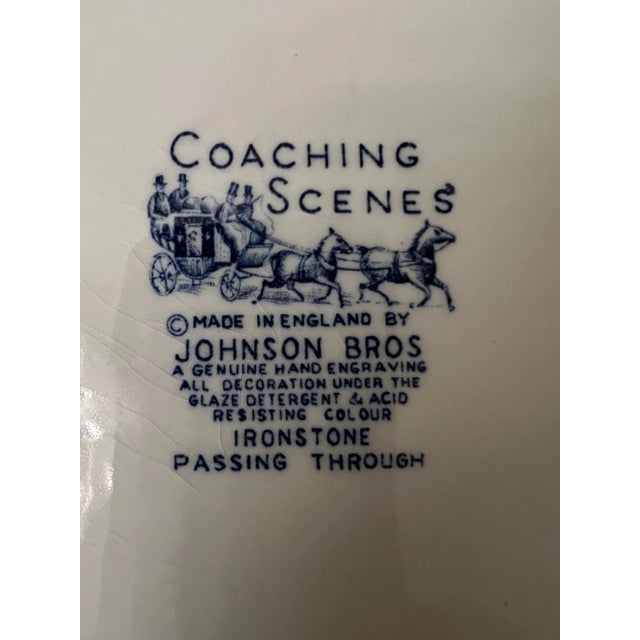 COACHING
SCENES
© MADE IN ENGLAND BY
JOHNSON BROS
A GENUINE HAND ENGRAVING
ALL DECORATION UNDER THE
GLAZE DETERGENT & ACID
RESISTING COLOUR
IRONSTONE
PASSING THROUGH